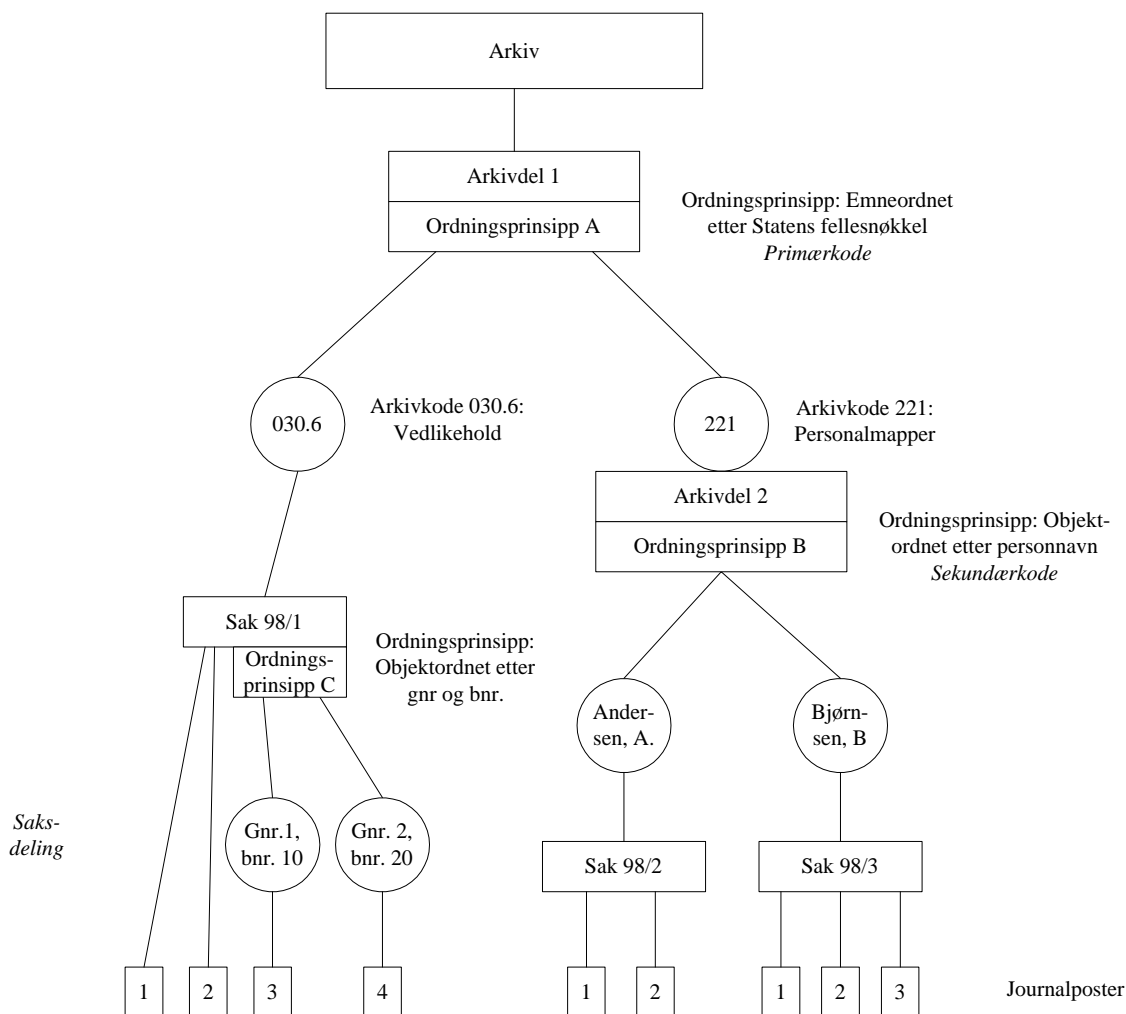 Arkiv
Arkivdel 1
Ordningsprinsipp A
Ordningsprinsipp: Emneordnet
etter Statens fellesnøkkel
Primærkode
030.6
Arkivkode 030.6:
Vedlikehold
221
Arkivkode 221:
Personalmapper
Arkivdel 2
Ordningsprinsipp B
Ordningsprinsipp: Objekt-
ordnet etter personnavn
Sekundærkode
Sak 98/1
Ordnings-
prinsipp C
Ordningsprinsipp:
Objektordnet etter
gnr og bnr.
Ander-
sen, A.
Bjørn-
sen, B
Saks-
deling
Gnr.1,
bnr. 10
Gnr. 2,
bnr. 20
Sak 98/2
Sak 98/3
1
2
3
4
1
2
1
2
3
Journalposter